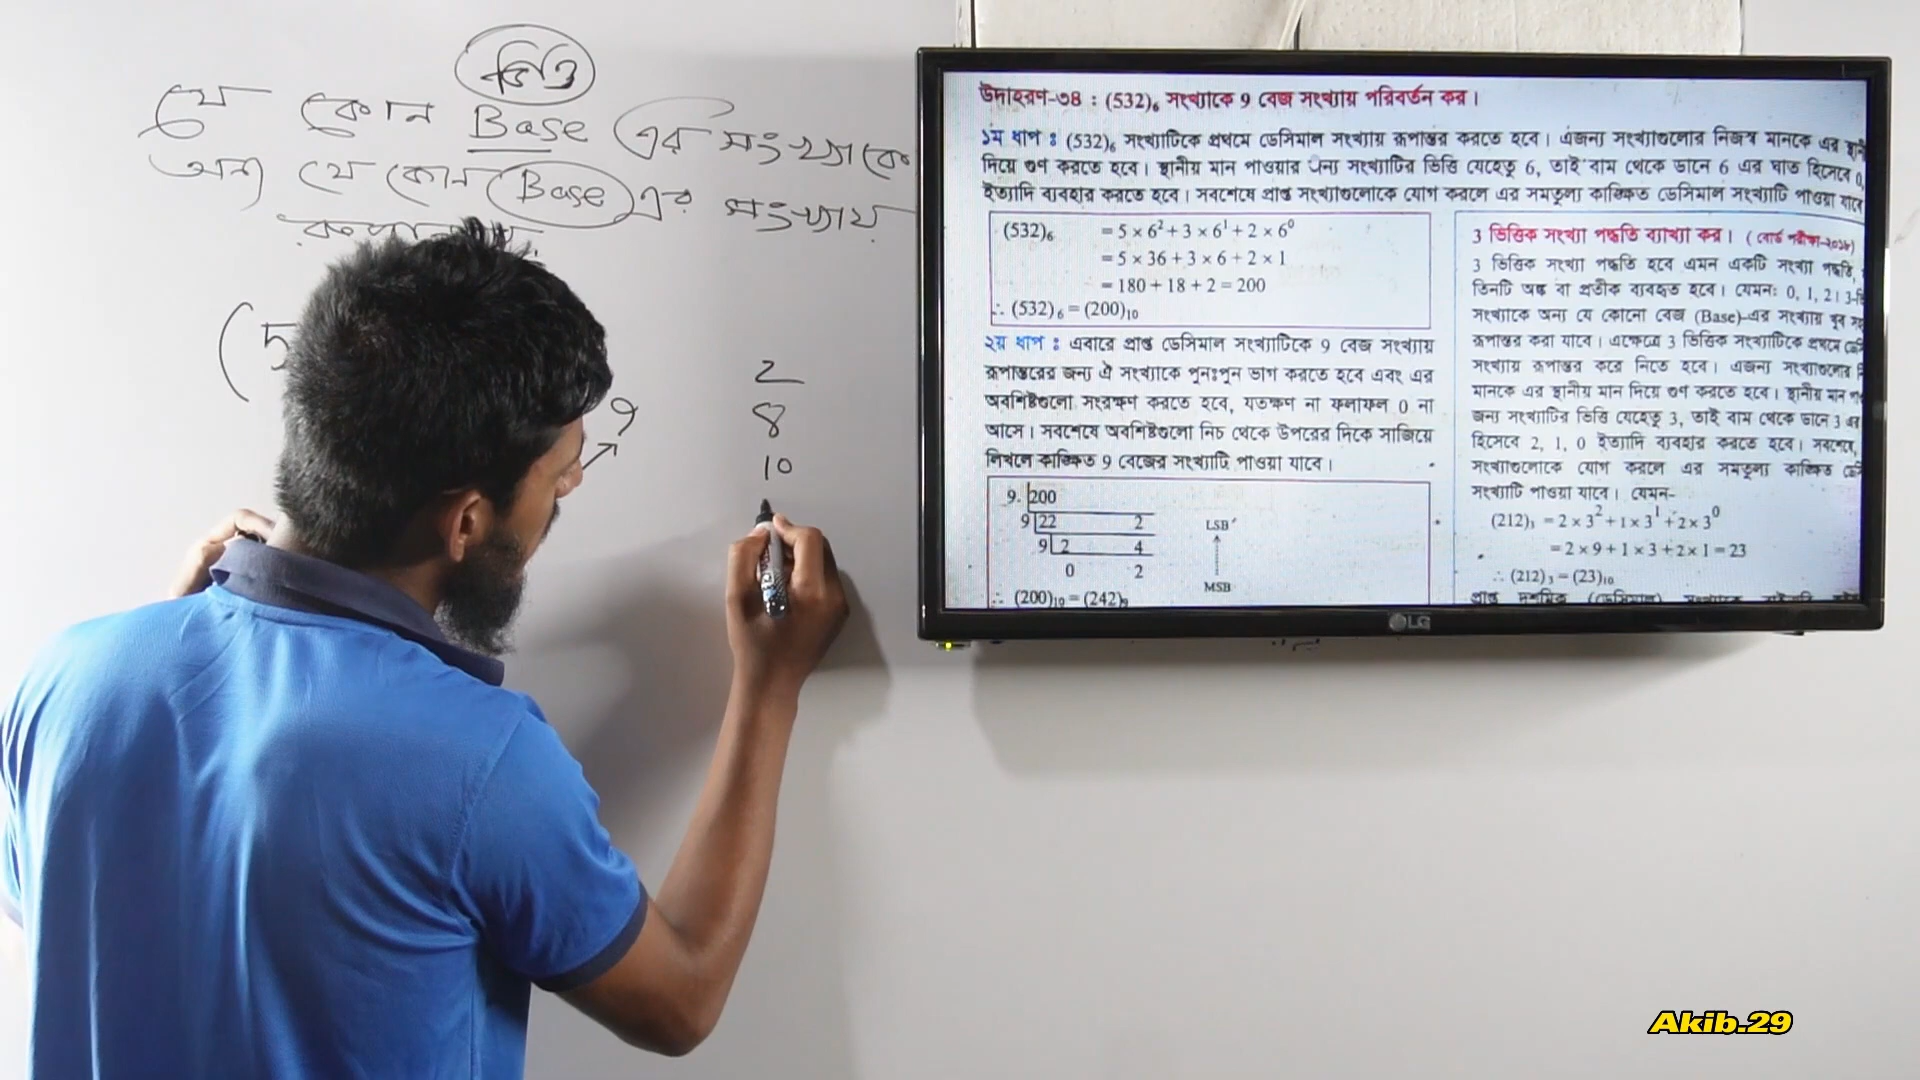 ভিত্তি
যে কোন Base এর সংখ্যাকে
অন্য যে কোন Base এর সংখ্যায়
(5
9
2
8
10
উদাহরণ-৩৪ : (532)₆ সংখ্যাকে 9 বেজ সংখ্যায় পরিবর্তন কর।
১ম ধাপ : (532)₆ সংখ্যাটিকে প্রথমে ডেসিমাল সংখ্যায় রূপান্তর করতে হবে। এজন্য সংখ্যাগুলোর নিজস্ব মানকে এর
দিয়ে গুণ করতে হবে। স্থানীয় মান পাওয়ার জন্য সংখ্যাটির ভিত্তি যেহেতু 6, তাই বাম থেকে ডানে 6 এর ঘাত হিসেবে 0,
ইত্যাদি ব্যবহার করতে হবে। সবশেষে প্রাপ্ত সংখ্যাগুলোকে যোগ করলে এর সমতুল্য কাঙ্ক্ষিত ডেসিমাল সংখ্যাটি পাওয়া যাবে
(532)₆ = 5 × 6² + 3 × 6¹ + 2 × 6⁰
= 5 × 36 + 3 × 6 + 2 × 1
= 180 + 18 + 2 = 200
∴ (532)₆ = (200)₁₀
২য় ধাপ : এবারে প্রাপ্ত ডেসিমাল সংখ্যাটিকে 9 বেজ সংখ্যায়
রূপান্তরের জন্য ঐ সংখ্যাকে পুনঃপুন ভাগ করতে হবে এবং এর
অবশিষ্টগুলো সংরক্ষণ করতে হবে, যতক্ষণ না ফলাফল 0 না
আসে। সবশেষে অবশিষ্টগুলো নিচ থেকে উপরের দিকে সাজিয়ে
লিখলে কাঙ্ক্ষিত 9 বেজের সংখ্যাটি পাওয়া যাবে।
9 200
9 22 2 LSB
9 2 4
0 2 MSB
∴ (200)₁₀ = (242)₉
3 ভিত্তিক সংখ্যা পদ্ধতি ব্যাখ্যা কর। (বোর্ড পরীক্ষা-২০১৮)
3 ভিত্তিক সংখ্যা পদ্ধতি হবে এমন একটি সংখ্যা পদ্ধতি,
তিনটি অঙ্ক বা প্রতীক ব্যবহৃত হবে। যেমনঃ 0, 1, 2। 3-
সংখ্যাকে অন্য যে কোনো বেজ (Base)-এর সংখ্যায় খুব
রূপান্তর করা যাবে। এক্ষেত্রে 3 ভিত্তিক সংখ্যাটিকে প্রথমে
সংখ্যায় রূপান্তর করে নিতে হবে। এজন্য সংখ্যাগুলোর
মানকে এর স্থানীয় মান দিয়ে গুণ করতে হবে। স্থানীয় মান
জন্য সংখ্যাটির ভিত্তি যেহেতু 3, তাই বাম থেকে ডানে 3 এর
হিসেবে 2, 1, 0 ইত্যাদি ব্যবহার করতে হবে। সবশেষে,
সংখ্যাগুলোকে যোগ করলে এর সমতুল্য কাঙ্ক্ষিত
সংখ্যাটি পাওয়া যাবে। যেমন-
(212)₃ = 2 × 3² + 1 × 3¹ + 2 × 3⁰
= 2 × 9 + 1 × 3 + 2 × 1 = 23
∴ (212)₃ = (23)₁₀
LG
Akib.29